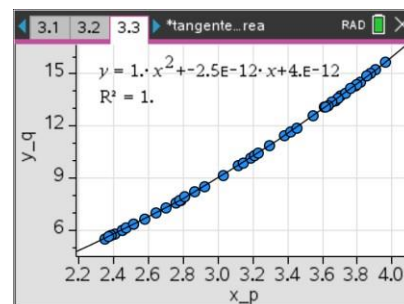 3.1 3.2 3.3 *tangente…rea RAD
y = 1.· x²+-2.5E-12· x+4.E-12
R² = 1.
15
12
9
6
y_q
2.2 2.4 2.6 2.8 3.0 3.2 3.4 3.6 3.8 4.0
x_p